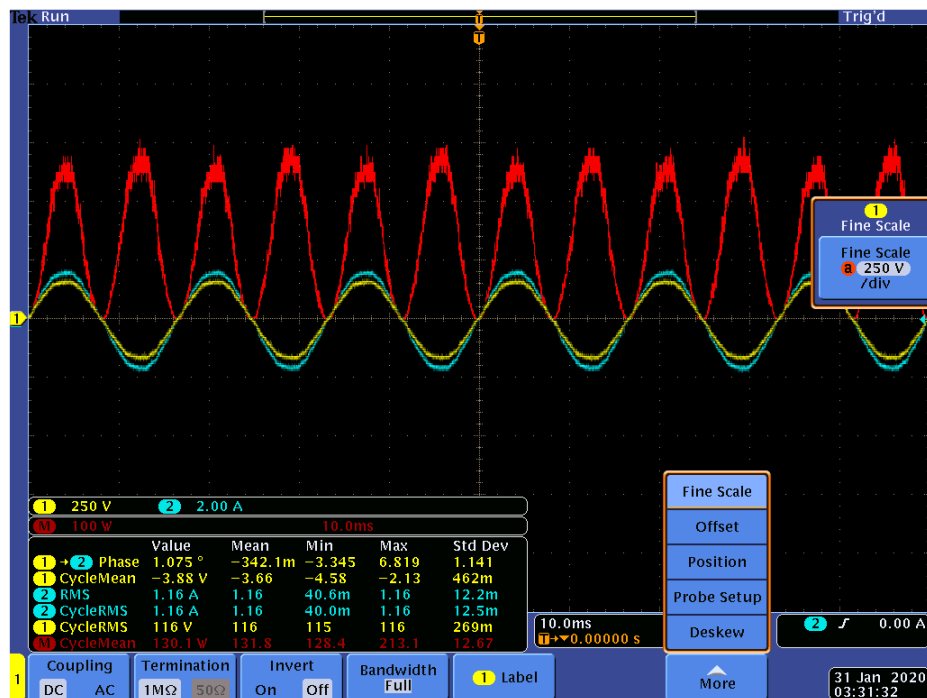 Tek Run Trig'd
T
T
1
Fine Scale
Fine Scale
a 250 V
/div
1
1 250 V 2 2.00 A
M 100 W 10.0ms
Value Mean Min Max Std Dev
1 → 2 Phase 1.075 ° −342.1m −3.345 6.819 1.141
1 CycleMean −3.88 V −3.66 −4.58 −2.13 462m
2 RMS 1.16 A 1.16 40.6m 1.16 12.2m
2 CycleRMS 1.16 A 1.16 40.0m 1.16 12.5m
1 CycleRMS 116 V 116 115 116 269m
M CycleMean 130.1 W 131.8 128.4 213.1 12.67
Fine Scale
Offset
Position
Probe Setup
Deskew
More
10.0ms
T→▼0.00000 s
2 ƒ 0.00 A
1
Coupling
DC AC
Termination
1MΩ 50Ω
Invert
On Off
Bandwidth
Full
1 Label
31 Jan 2020
03:31:32